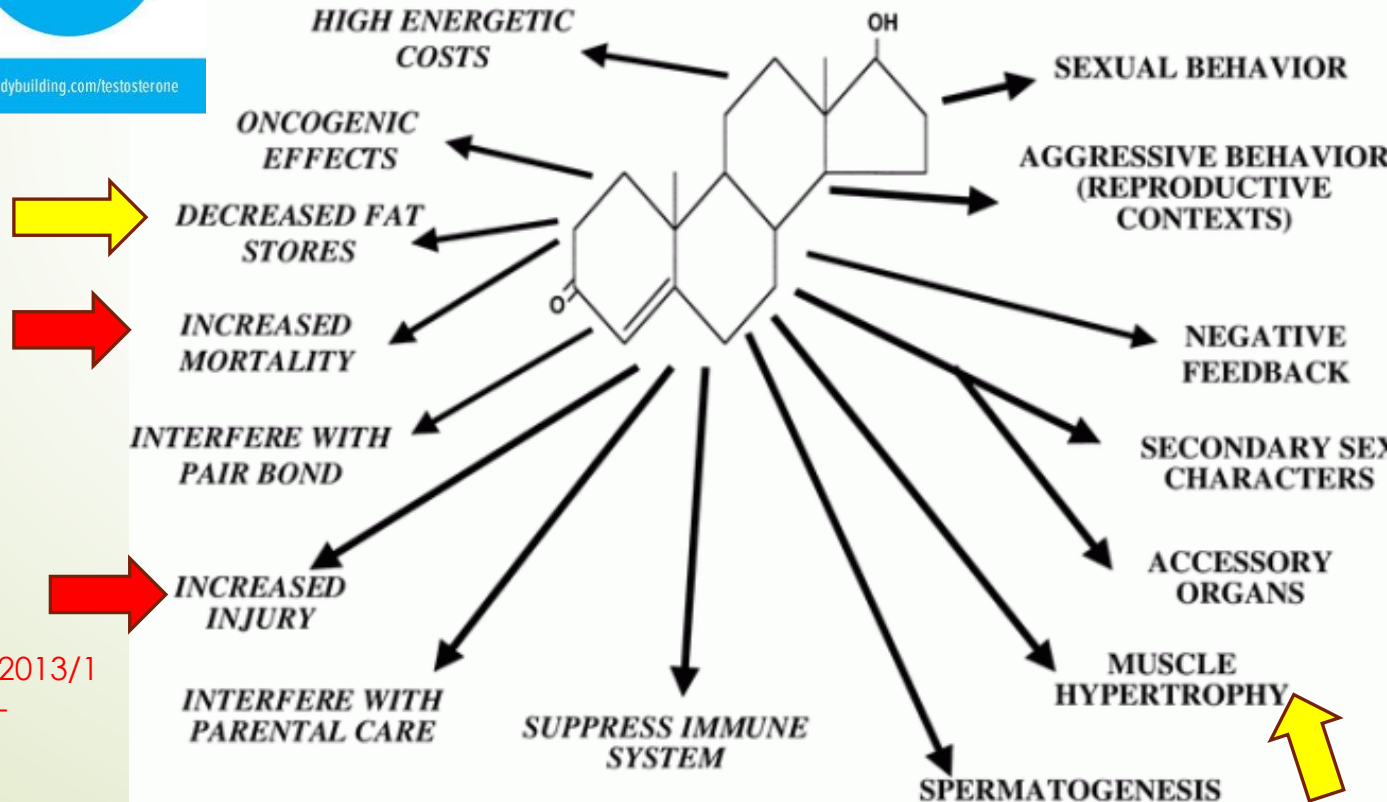 dybuilding.com/testosterone
HIGH ENERGETIC
COSTS
OH
SEXUAL BEHAVIOR
ONCOGENIC
EFFECTS
AGGRESSIVE BEHAVIOR
(REPRODUCTIVE
CONTEXTS)
DECREASED FAT
STORES
O
INCREASED
MORTALITY
NEGATIVE
FEEDBACK
INTERFERE WITH
PAIR BOND
SECONDARY SEX
CHARACTERS
INCREASED
INJURY
ACCESSORY
ORGANS
2013/1
-
MUSCLE
HYPERTROPHY
INTERFERE WITH
PARENTAL CARE
SUPPRESS IMMUNE
SYSTEM
SPERMATOGENESIS